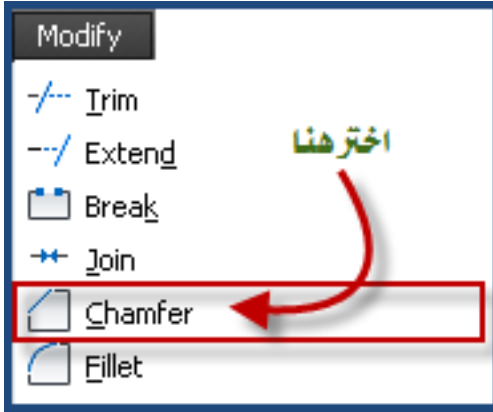 Modify
Trim
Extend
اختر هنا
Break
Join
Chamfer
Fillet